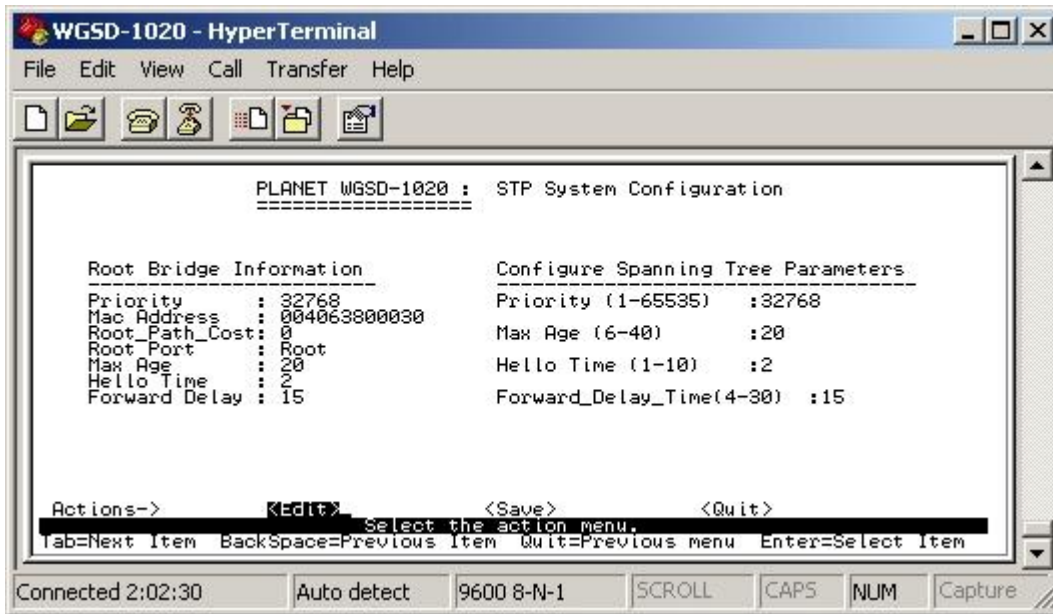 WGSD-1020 - HyperTerminal
File Edit View Call Transfer Help
PLANET WGSD-1020 : STP System Configuration
==================
Root Bridge Information Configure Spanning Tree Parameters
Priority : 32768 Priority (1-65535) :32768
Mac Address : 004063800030
Root_Path_Cost: 0 Max Age (6-40) :20
Root Port : Root
Max Age : 20 Hello Time (1-10) :2
Hello Time : 2
Forward Delay : 15 Forward_Delay_Time(4-30) :15
Actions-> <Edit> <Save> <Quit>
Select the action menu.
Tab=Next Item BackSpace=Previous Item Quit=Previous menu Enter=Select Item
Connected 2:02:30 Auto detect 9600 8-N-1 SCROLL CAPS NUM Capture